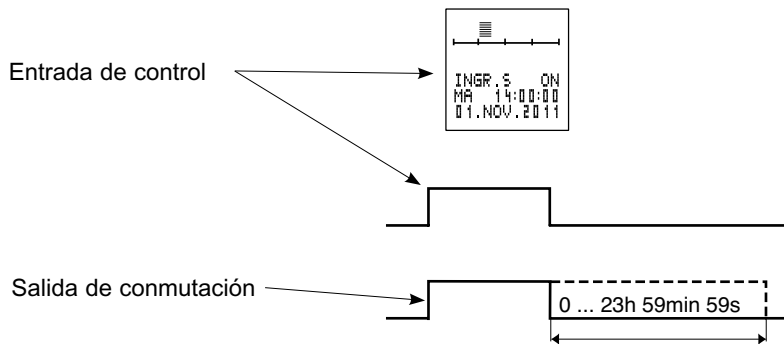 Entrada de control
INGR.S ON
MA 14:00:00
01.NOV.2011
Salida de conmutación
0 ... 23h 59min 59s